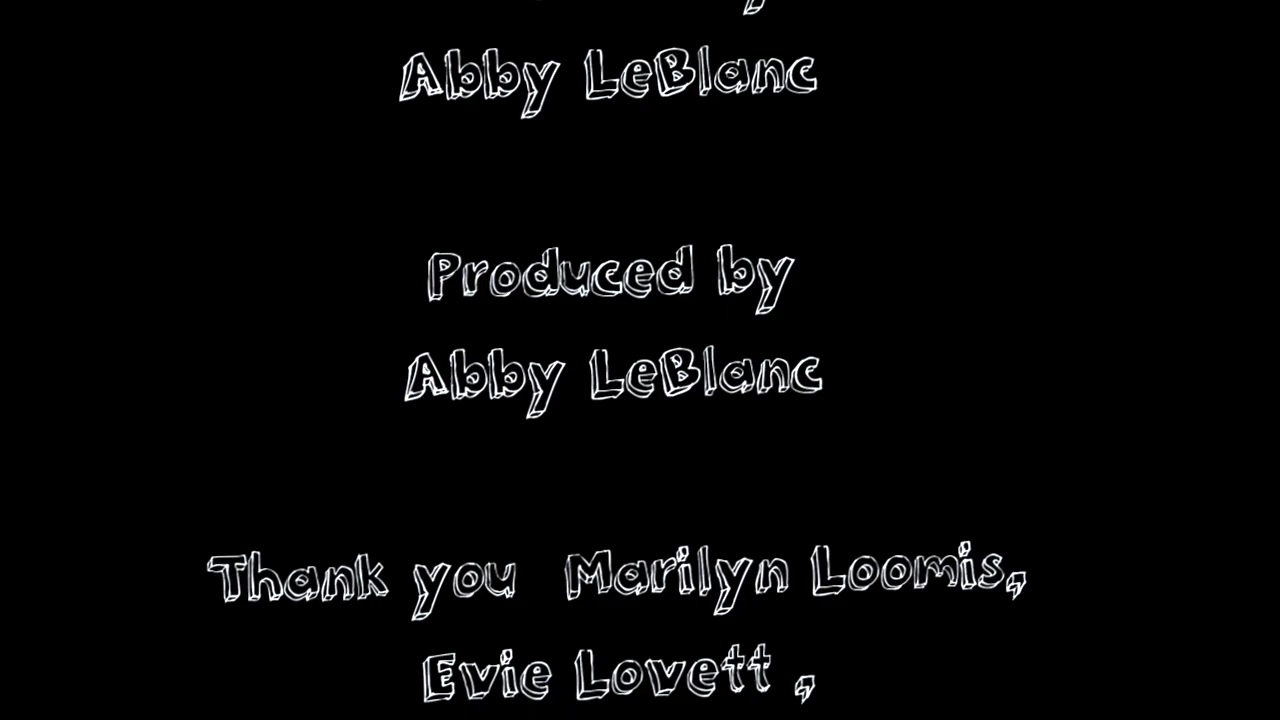 Abby LeBlanc
Produced by
Abby LeBlanc
Thank you Marilyn Loomis,
Evie Lovett ,